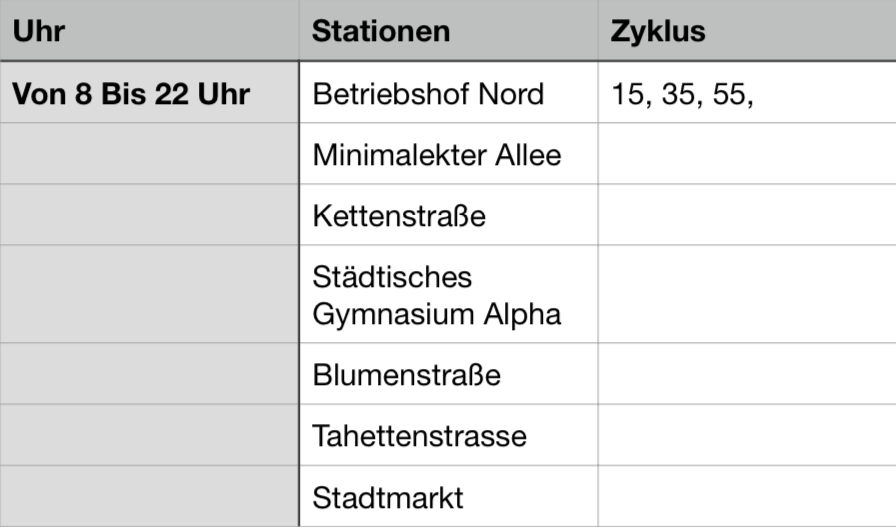 Uhr Stationen Zyklus
Von 8 Bis 22 Uhr Betriebshof Nord 15, 35, 55,
Minimalekter Allee
Kettenstraße
Städtisches
Gymnasium Alpha
Blumenstraße
Tahettenstrasse
Stadtmarkt